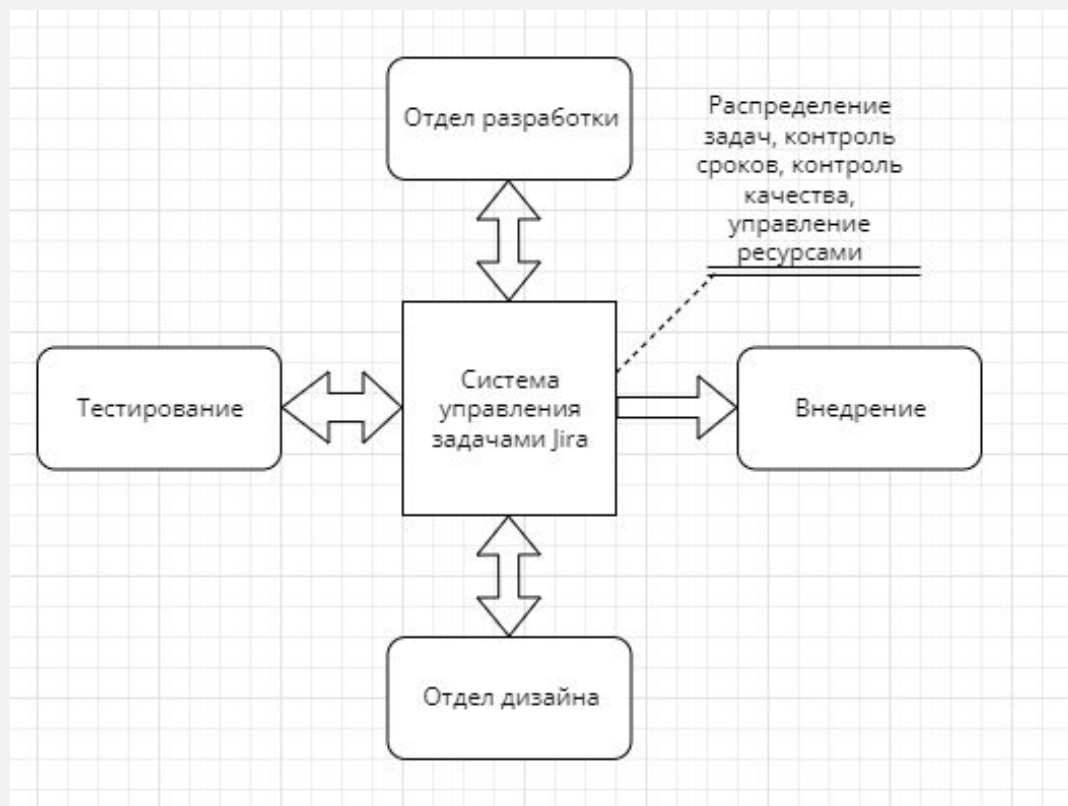 Отдел разработки
Распределение
задач, контроль
сроков, контроль
качества,
управление
ресурсами
Тестирование
Система
управления
задачами Jira
Внедрение
Отдел дизайна